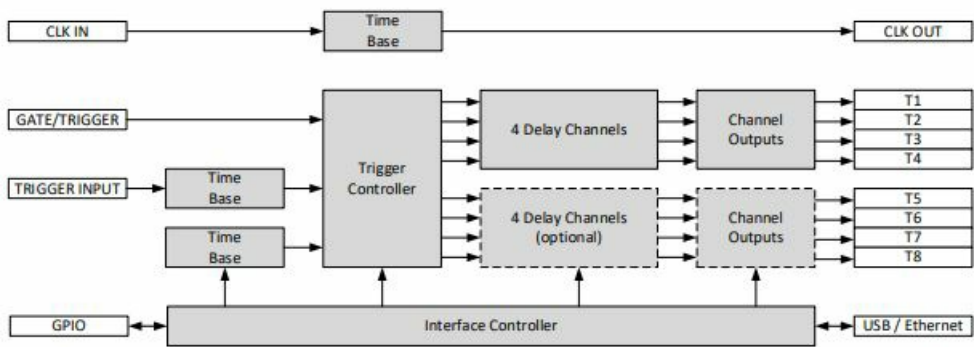 CLK IN
Time
Base
CLK OUT
GATE/TRIGGER
TRIGGER INPUT
Time
Base
Time
Base
Trigger
Controller
4 Delay Channels
Channel
Outputs
T1
T2
T3
T4
4 Delay Channels
(optional)
Channel
Outputs
T5
T6
T7
T8
GPIO
Interface Controller
USB / Ethernet